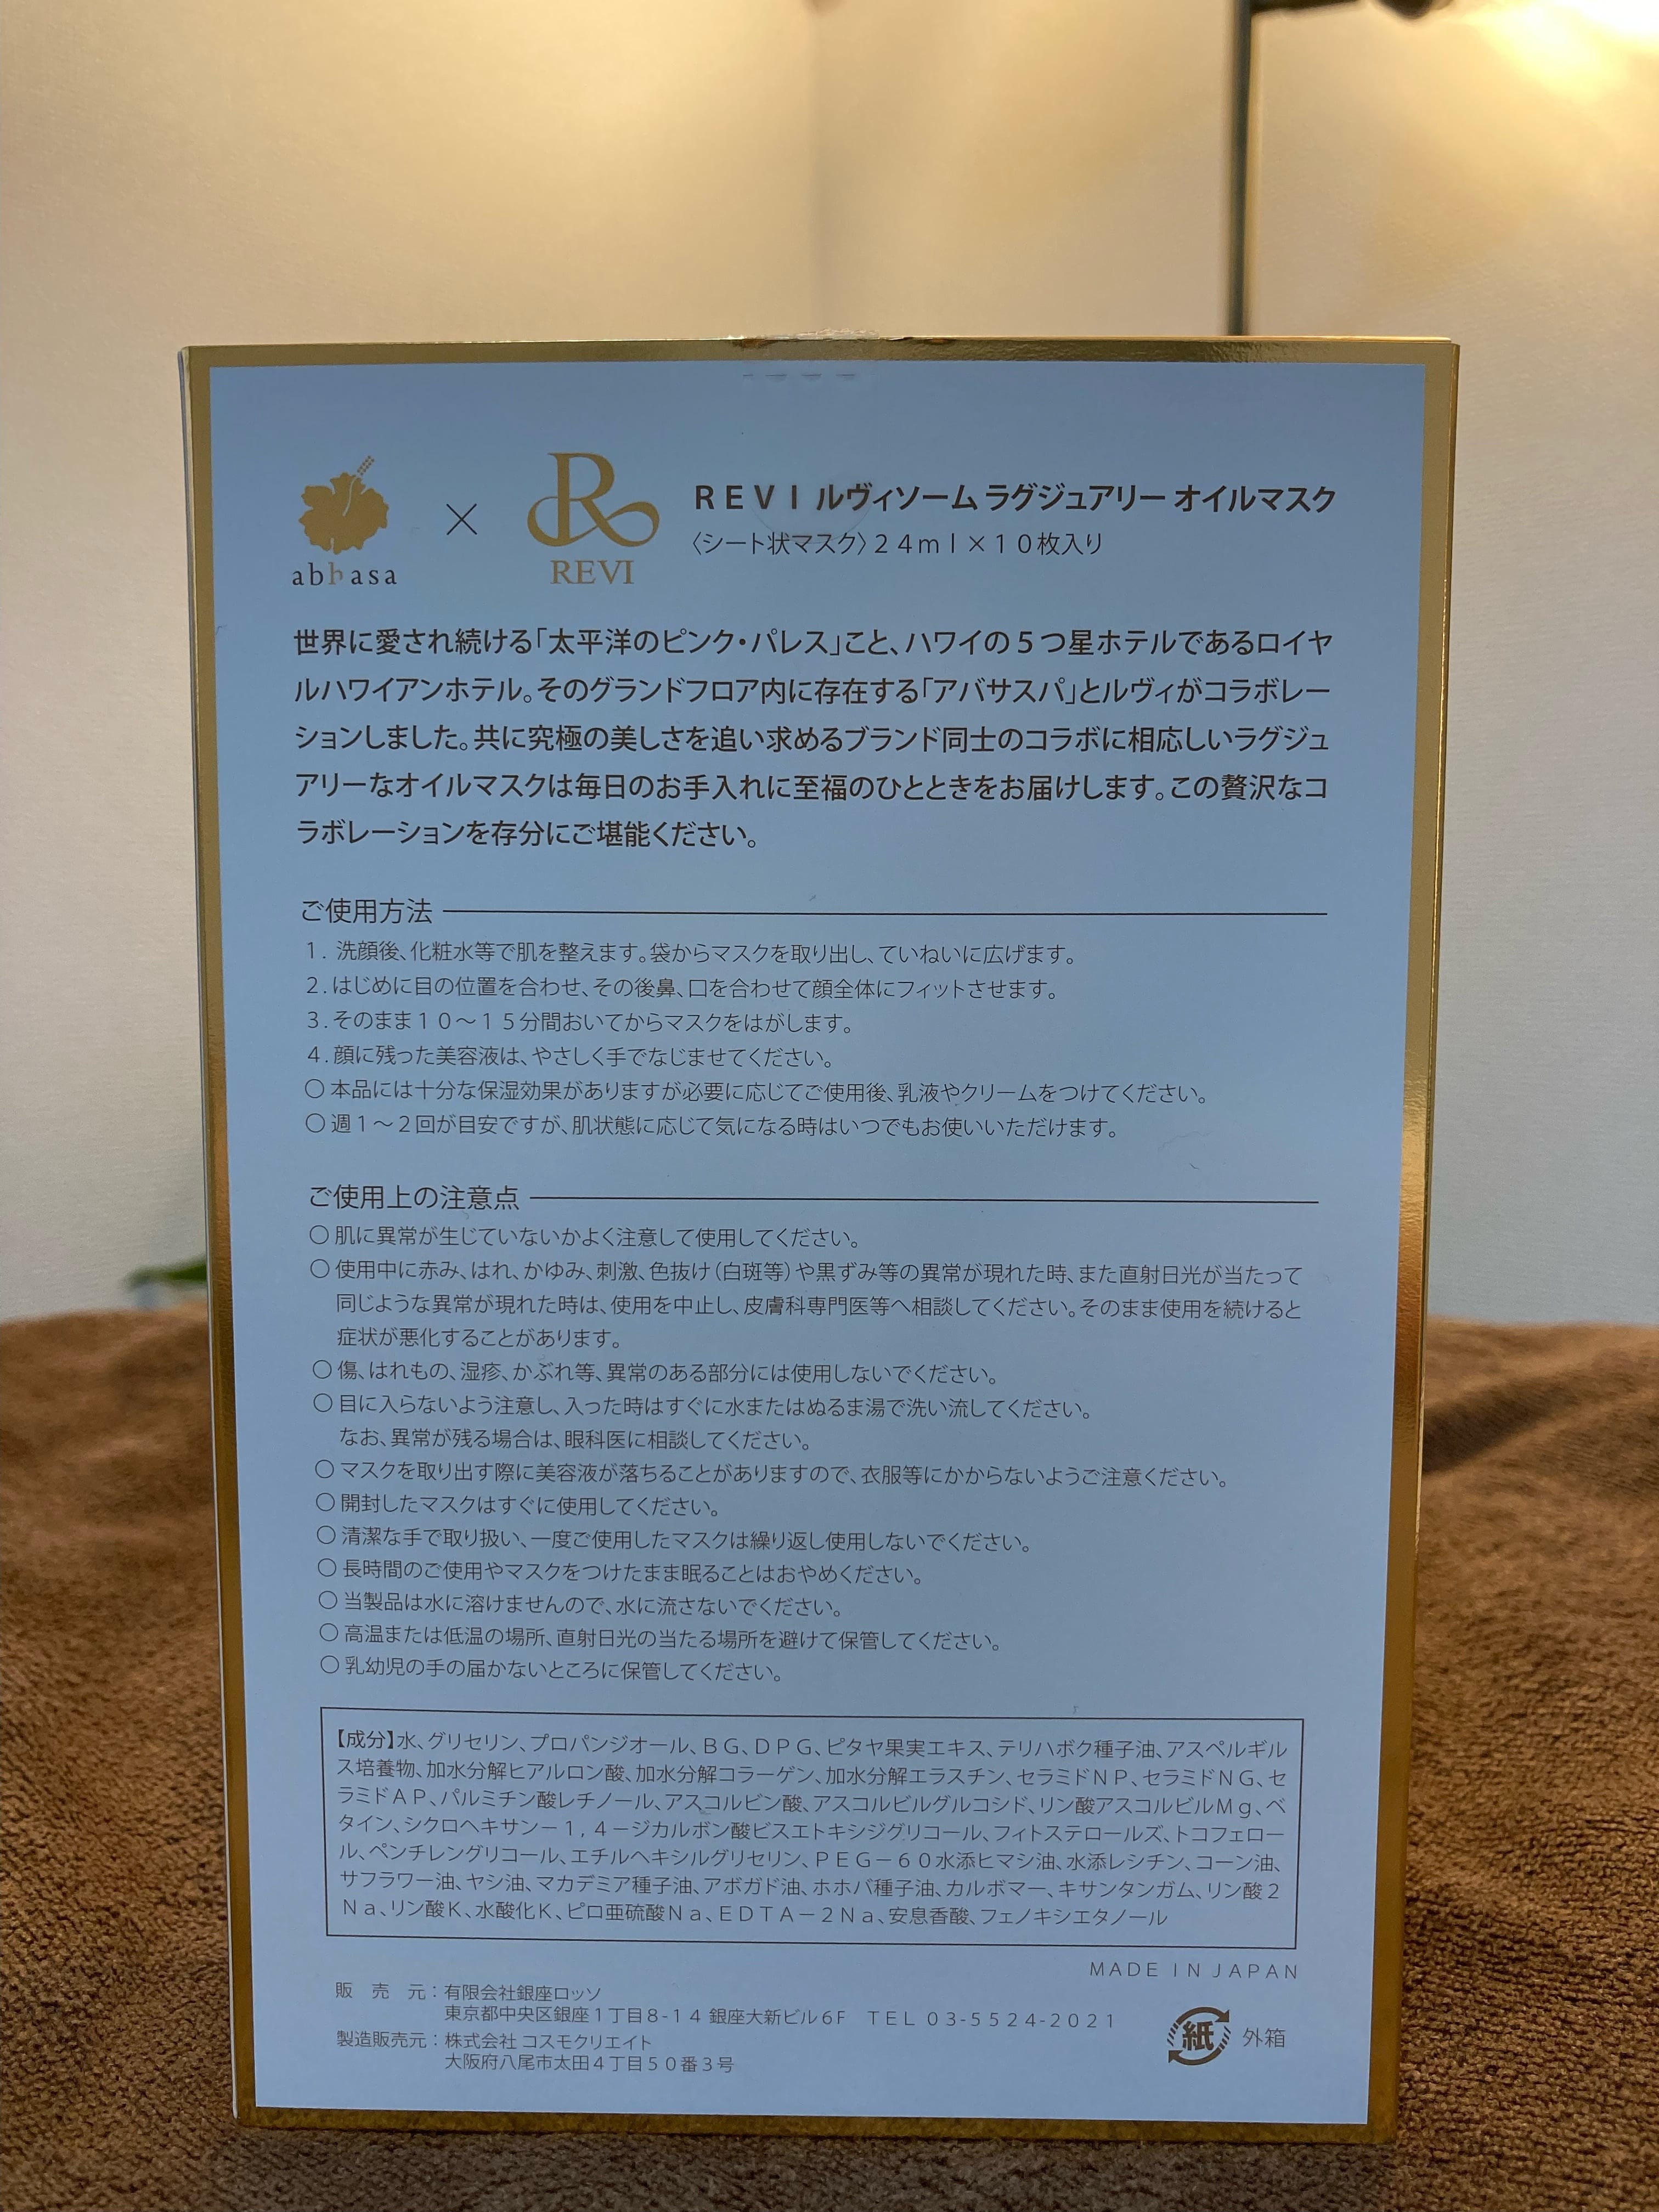 abhasa
×
REVI
REVI ルヴィソーム ラグジュアリー オイルマスク
〈シート状マスク〉24ml×10枚入り
世界に愛され続ける「太平洋のピンク・パレス」こと、ハワイの5つ星ホテルであるロイヤ
ルハワイアンホテル。そのグランドフロア内に存在する「アバサスパ」とルヴィがコラボレー
ションしました。共に究極の美しさを追い求めるブランド同士のコラボに相応しいラグジュ
アリーなオイルマスクは毎日のお手入れに至福のひとときをお届けします。この贅沢なコ
ラボレーションを存分にご堪能ください。
ご使用方法
1. 洗顔後、化粧水等で肌を整えます。袋からマスクを取り出し、ていねいに広げます。
2.はじめに目の位置を合わせ、その後鼻、口を合わせて顔全体にフィットさせます。
3.そのまま10～15分間おいてからマスクをはがします。
4.顔に残った美容液は、やさしく手でなじませてください。
○本品には十分な保湿効果がありますが必要に応じてご使用後、乳液やクリームをつけてください。
○週1～2回が目安ですが、肌状態に応じて気になる時はいつでもお使いいただけます。
ご使用上の注意点
○肌に異常が生じていないかよく注意して使用してください。
○使用中に赤み、はれ、かゆみ、刺激、色抜け(白斑等)や黒ずみ等の異常が現れた時、また直射日光が当たって
同じような異常が現れた時は、使用を中止し、皮膚科専門医等へ相談してください。そのまま使用を続けると
症状が悪化することがあります。
○傷、はれもの、湿疹、かぶれ等、異常のある部分には使用しないでください。
○目に入らないよう注意し、入った時はすぐに水またはぬるま湯で洗い流してください。
なお、異常が残る場合は、眼科医に相談してください。
○マスクを取り出す際に美容液が落ちることがありますので、衣服等にかからないようご注意ください。
○開封したマスクはすぐに使用してください。
○清潔な手で取り扱い、一度ご使用したマスクは繰り返し使用しないでください。
○長時間のご使用やマスクをつけたまま眠ることはおやめください。
○当製品は水に溶けませんので、水に流さないでください。
○高温または低温の場所、直射日光の当たる場所を避けて保管してください。
○乳幼児の手の届かないところに保管してください。
【成分】水、グリセリン、プロパンジオール、BG、DPG、ピタヤ果実エキス、テリハボク種子油、アスペルギル
ス培養物、加水分解ヒアルロン酸、加水分解コラーゲン、加水分解エラスチン、セラミドNP、セラミドNG、セ
ラミドAP、パルミチン酸レチノール、アスコルビン酸、アスコルビルグルコシド、リン酸アスコルビルMg、ベ
タイン、シクロヘキサン－1,4－ジカルボン酸ビスエトキシジグリコール、フィトステロールズ、トコフェロー
ル、ペンチレングリコール、エチルヘキシルグリセリン、PEG－60水添ヒマシ油、水添レシチン、コーン油、
サフラワー油、ヤシ油、マカデミア種子油、アボガド油、ホホバ種子油、カルボマー、キサンタンガム、リン酸2
Na、リン酸K、水酸化K、ピロ亜硫酸Na、EDTA－2Na、安息香酸、フェノキシエタノール
MADE IN JAPAN
販 売 元：有限会社銀座ロッソ
東京都中央区銀座1丁目8-14 銀座大新ビル6F TEL 03-5524-2021
製造販売元：株式会社 コスモクリエイト
大阪府八尾市太田4丁目50番3号
紙 外箱